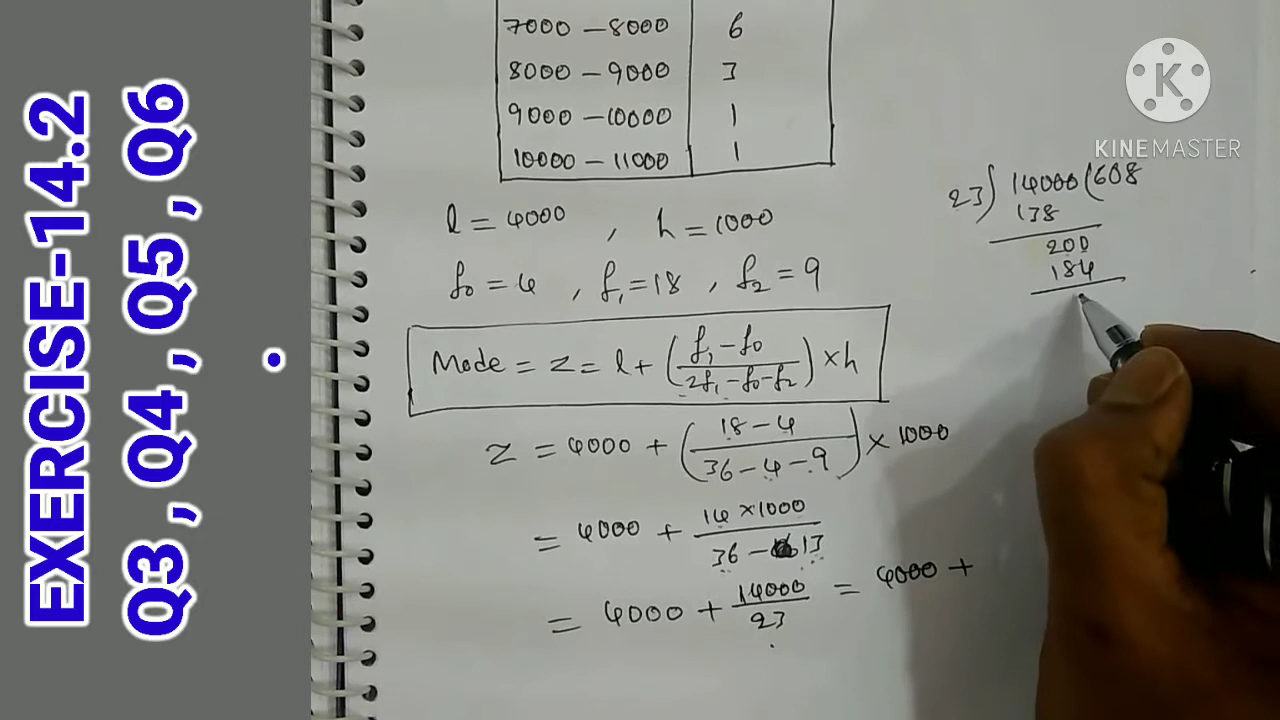 EXERCISE-14.2
Q3 , Q4 , Q5 , Q6 .
7000 – 8000 6
8000 – 9000 3
9000 – 10000 1
10000 – 11000 1
K
KINEMASTER
23 ) 14000 ( 608
138
200
184
l = 4000 , h = 1000
f0 = 4 , f1 = 18 , f2 = 9
Mode = Z = l + ( f1 – f0 / 2f1 – f0 – f2 ) × h
Z = 4000 + ( 18 – 4 / 36 – 4 – 9 ) × 1000
= 4000 + 14 × 1000 / 36 – 13
= 4000 + 14000 / 23 = 4000 +